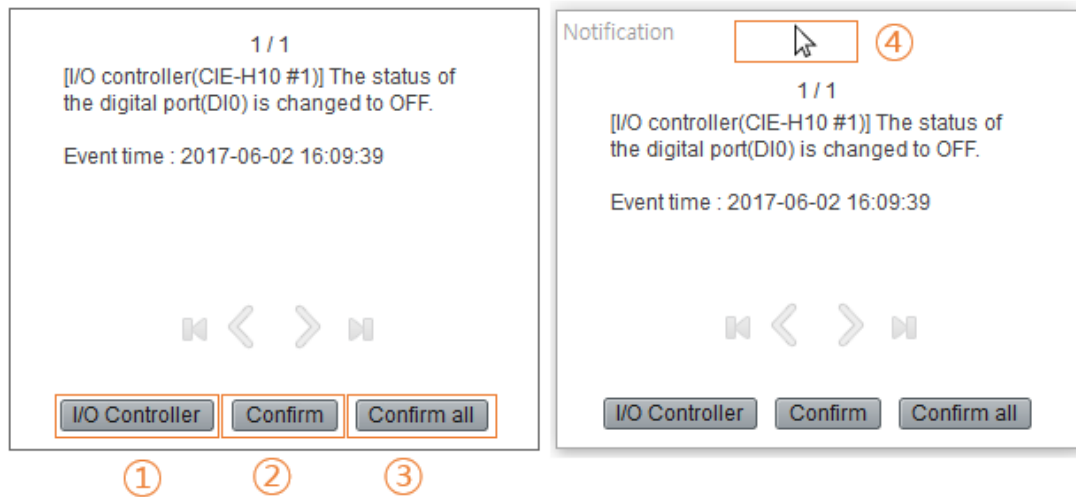 1 / 1
[I/O controller(CIE-H10 #1)] The status of
the digital port(DI0) is changed to OFF.
Event time : 2017-06-02 16:09:39
I/O Controller Confirm Confirm all
① ② ③
Notification ④
1 / 1
[I/O controller(CIE-H10 #1)] The status of
the digital port(DI0) is changed to OFF.
Event time : 2017-06-02 16:09:39
I/O Controller Confirm Confirm all